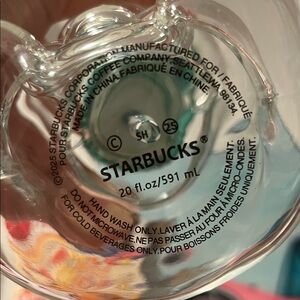 ©2025 STARBUCKS CORPORATION MANUFACTURED FOR/FABRIQUÉ
POUR STARBUCKS COFFEE COMPANY, SEATTLE, WA 98134.
MADE IN CHINA. FABRIQUÉ EN CHINE.
© SH 25
STARBUCKS®
20 fl.oz/591 mL
HAND WASH ONLY. LAVER À LA MAIN SEULEMENT.
DO NOT MICROWAVE. NE PAS PASSER AU FOUR À MICRO-ONDES.
FOR COLD BEVERAGES ONLY. POUR BOISSONS FROIDES UNIQUEMENT.